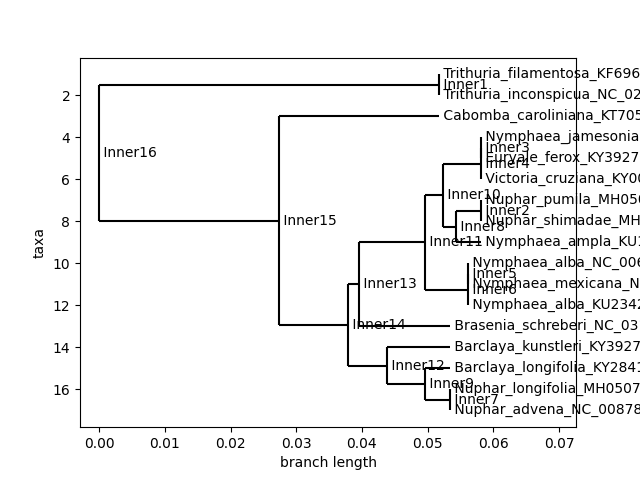 Trithuria_filamentosa_KF696
Inner1
Trithuria_inconspicua_NC_02
Cabomba_caroliniana_KT705
Nymphaea_jamesonia
Inner3
Euryale_ferox_KY3927
Inner4
Victoria_cruziana_KY00
Inner16
Inner10
Nuphar_pumila_MH050
Inner2
Nuphar_shimadae_MH
Inner15
Inner8
Inner11
Nymphaea_ampla_KU1
Nymphaea_alba_NC_006
Inner5
Inner13
Nymphaea_mexicana_N
Inner6
Nymphaea_alba_KU2342
Inner14
Brasenia_schreberi_NC_03
Barclaya_kunstleri_KY3927
Inner12
Barclaya_longifolia_KY2841
Inner9
Nuphar_longifolia_MH0507
Inner7
Nuphar_advena_NC_00878
2
4
6
8
10
12
14
16
taxa
0.00 0.01 0.02 0.03 0.04 0.05 0.06 0.07
branch length